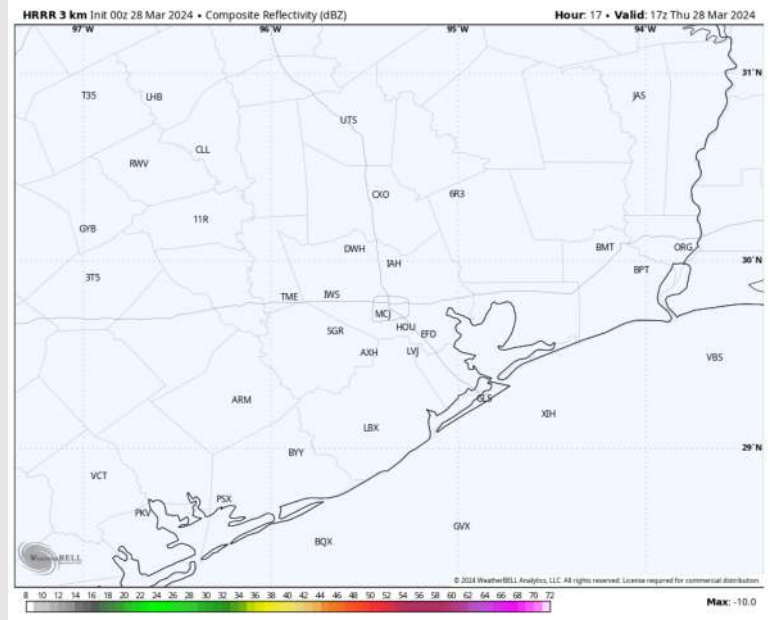 HRRR 3 km Init 00z 28 Mar 2024 • Composite Reflectivity (dBZ)
Hour: 17 • Valid: 17z Thu 28 Mar 2024
97°W 96°W 95°W 94°W
31°N
T35 LHB JAS
UTS
CLL
RWV
CXO 6R3
11R
GYB
DWH BMT ORG
IAH 30°N
3T5 BPT
TME IWS
MCJ
SGR HOU EFD
AXH LVJ VBS
ARM GLS
XIH
LBX
BYY 29°N
VCT
PSX
PKV
GVX
BQX
WeatherBELL
© 2024 WeatherBELL Analytics, LLC. All rights reserved. License required for commercial distribution.
8 10 12 14 16 18 20 22 24 26 28 30 32 34 36 38 40 42 44 46 48 50 52 54 56 58 60 62 64 66 68 70 72
Max: -10.0